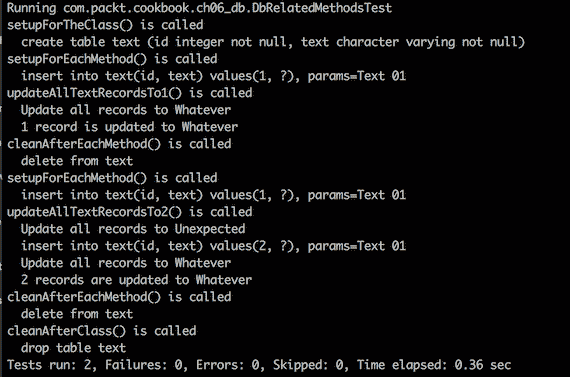 Running com.packt.cookbook.ch06_db.DbRelatedMethodsTest
setupForTheClass() is called
  create table text (id integer not null, text character varying not null)
setupForEachMethod() is called
  insert into text(id, text) values(1, ?), params=Text 01
updateAllTextRecordsTo1() is called
  Update all records to Whatever
  1 record is updated to Whatever
cleanAfterEachMethod() is called
  delete from text
setupForEachMethod() is called
  insert into text(id, text) values(1, ?), params=Text 01
updateAllTextRecordsTo2() is called
  Update all records to Unexpected
  insert into text(id, text) values(2, ?), params=Text 01
  Update all records to Whatever
  2 records are updated to Whatever
cleanAfterEachMethod() is called
  delete from text
cleanAfterClass() is called
  drop table text
Tests run: 2, Failures: 0, Errors: 0, Skipped: 0, Time elapsed: 0.36 sec